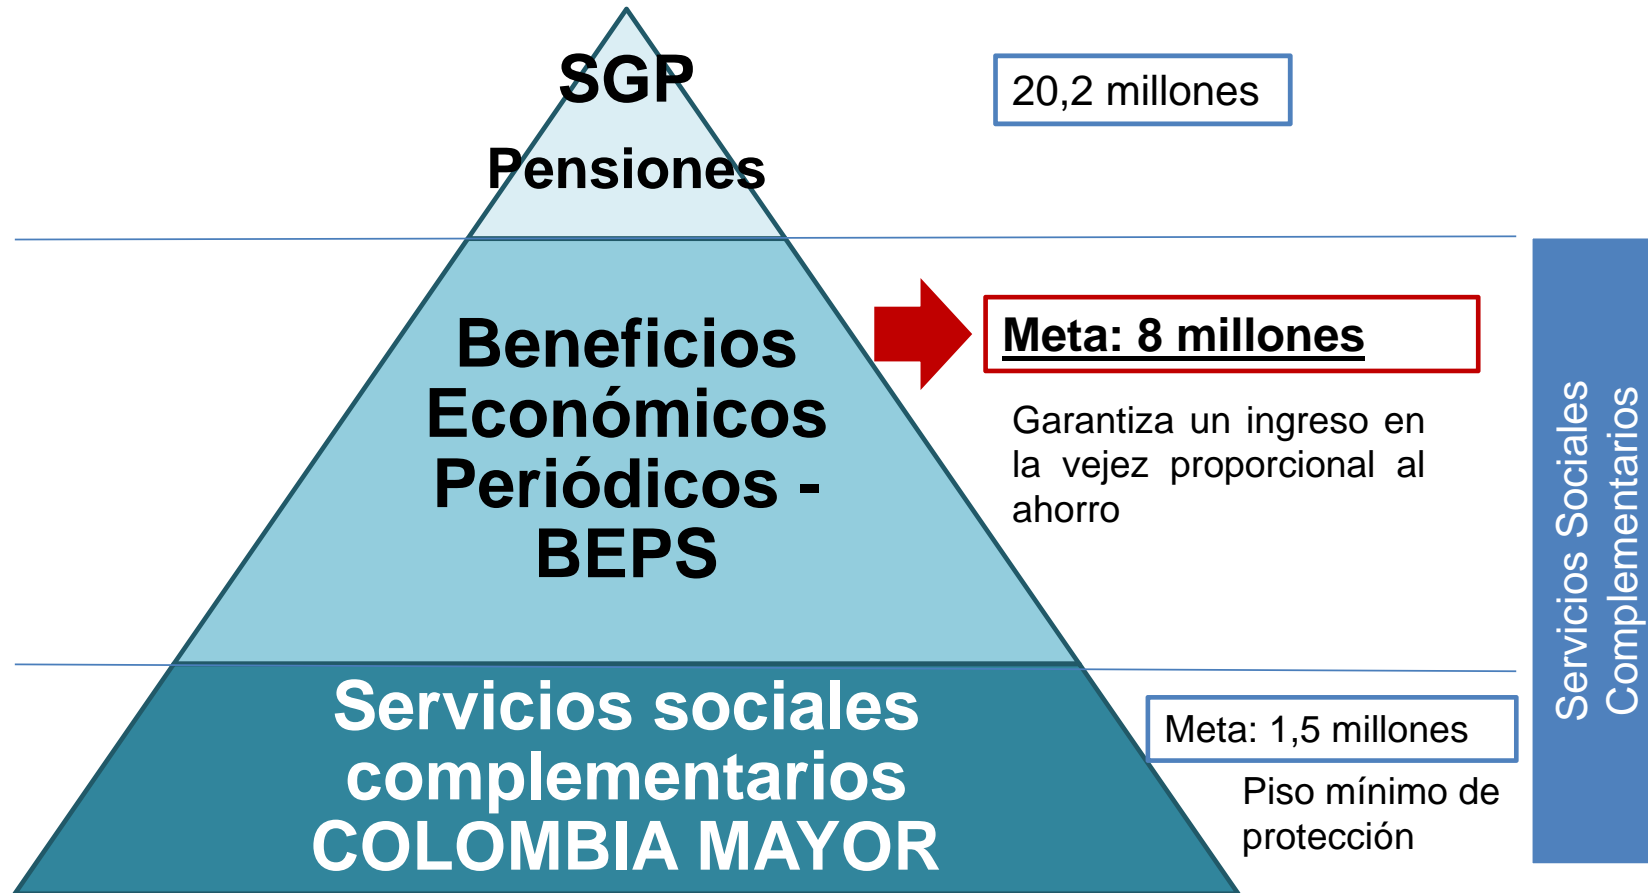 SGP
Pensiones
20,2 millones
Beneficios
Económicos
Periódicos -
BEPS
Meta: 8 millones
Garantiza un ingreso en
la vejez proporcional al
ahorro
Servicios sociales
complementarios
COLOMBIA MAYOR
Meta: 1,5 millones
Piso mínimo de
protección
Servicios Sociales
Complementarios